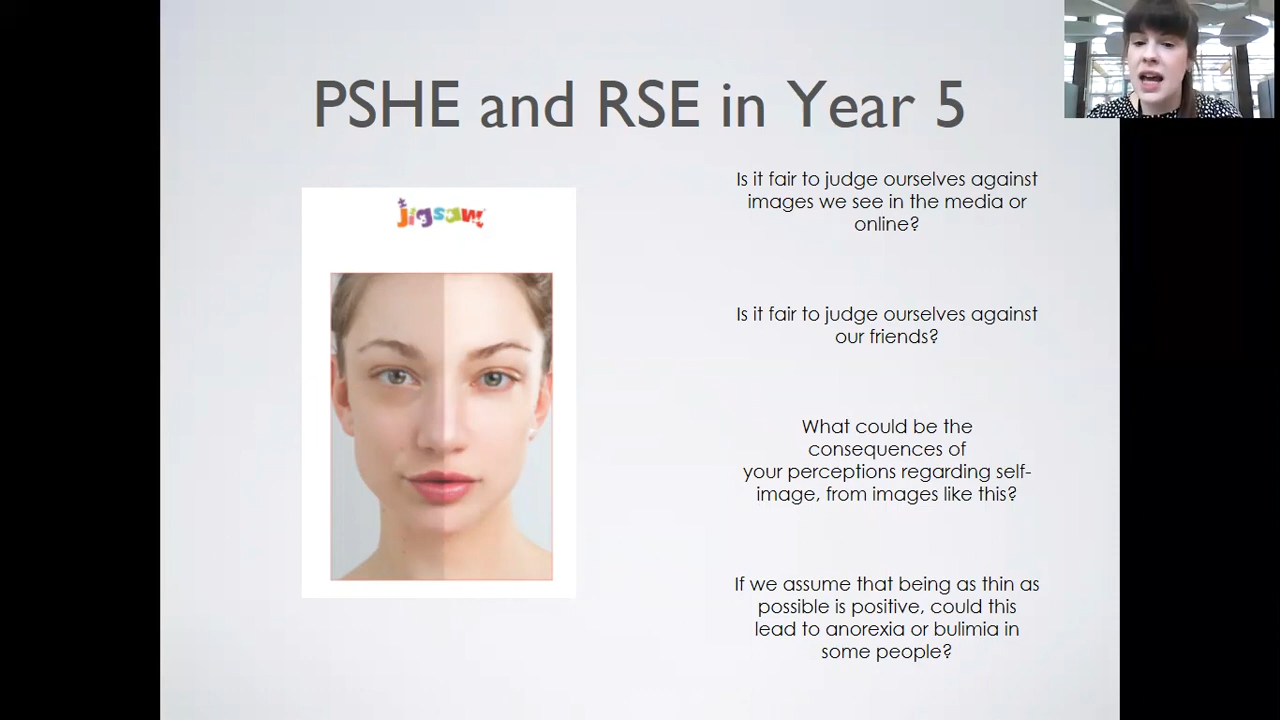 PSHE and RSE in Year 5
jigsaw
Is it fair to judge ourselves against
images we see in the media or
online?
Is it fair to judge ourselves against
our friends?
What could be the
consequences of
your perceptions regarding self-
image, from images like this?
If we assume that being as thin as
possible is positive, could this
lead to anorexia or bulimia in
some people?